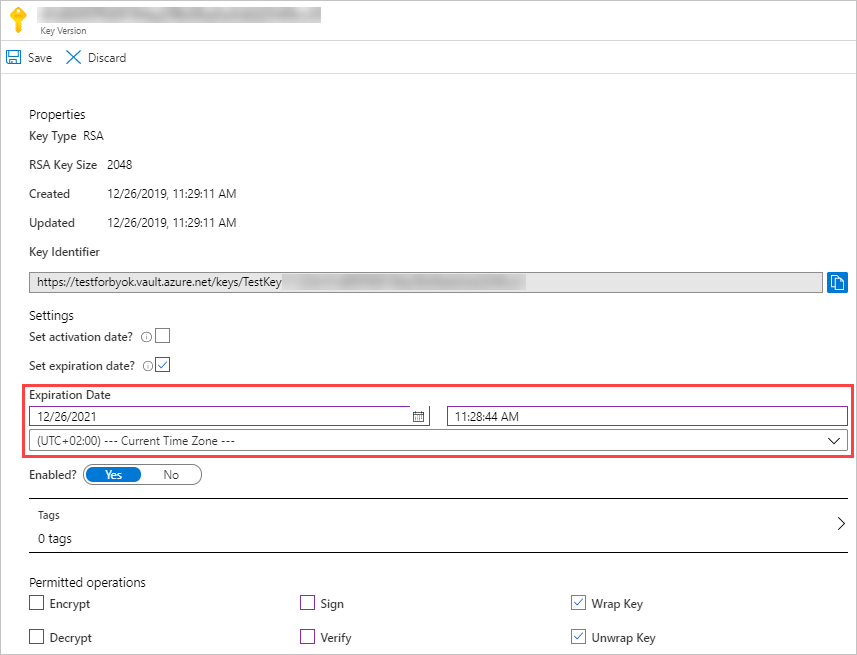 Key Version
Save Discard
Properties
Key Type RSA
RSA Key Size 2048
Created 12/26/2019, 11:29:11 AM
Updated 12/26/2019, 11:29:11 AM
Key Identifier
https://testforbyok.vault.azure.net/keys/TestKey
Settings
Set activation date?
Set expiration date?
Expiration Date
12/26/2021 11:28:44 AM
(UTC+02:00) --- Current Time Zone ---
Enabled? Yes No
Tags
0 tags
Permitted operations
Encrypt Sign Wrap Key
Decrypt Verify Unwrap Key